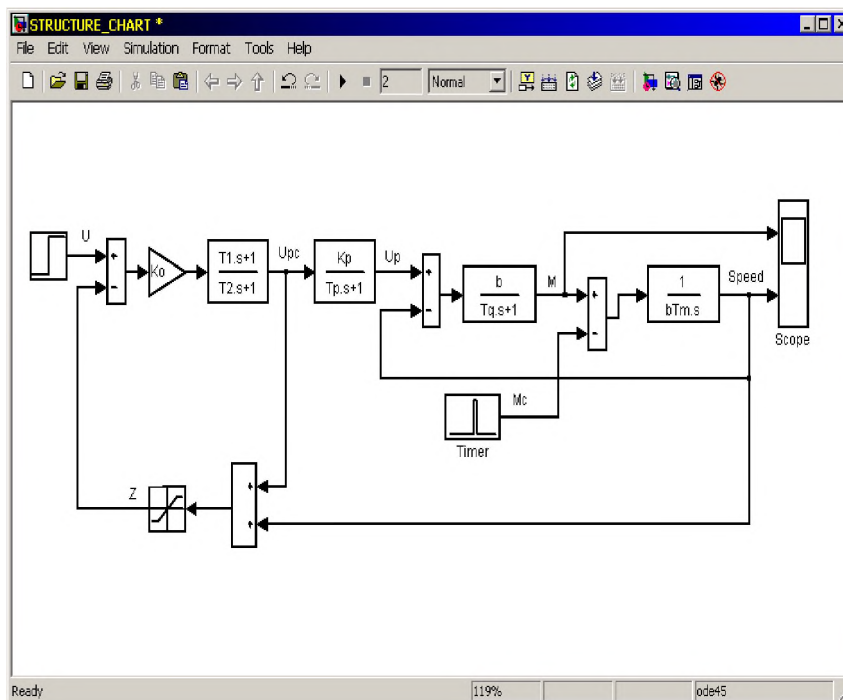 STRUCTURE_CHART *
File Edit View Simulation Format Tools Help
2 Normal
U
Ko
T1.s+1
T2.s+1
Upc
Kp
Tp.s+1
Up
b
Tq.s+1
M
1
bTm.s
Speed
Scope
Mc
Timer
Z
Ready 119% ode45